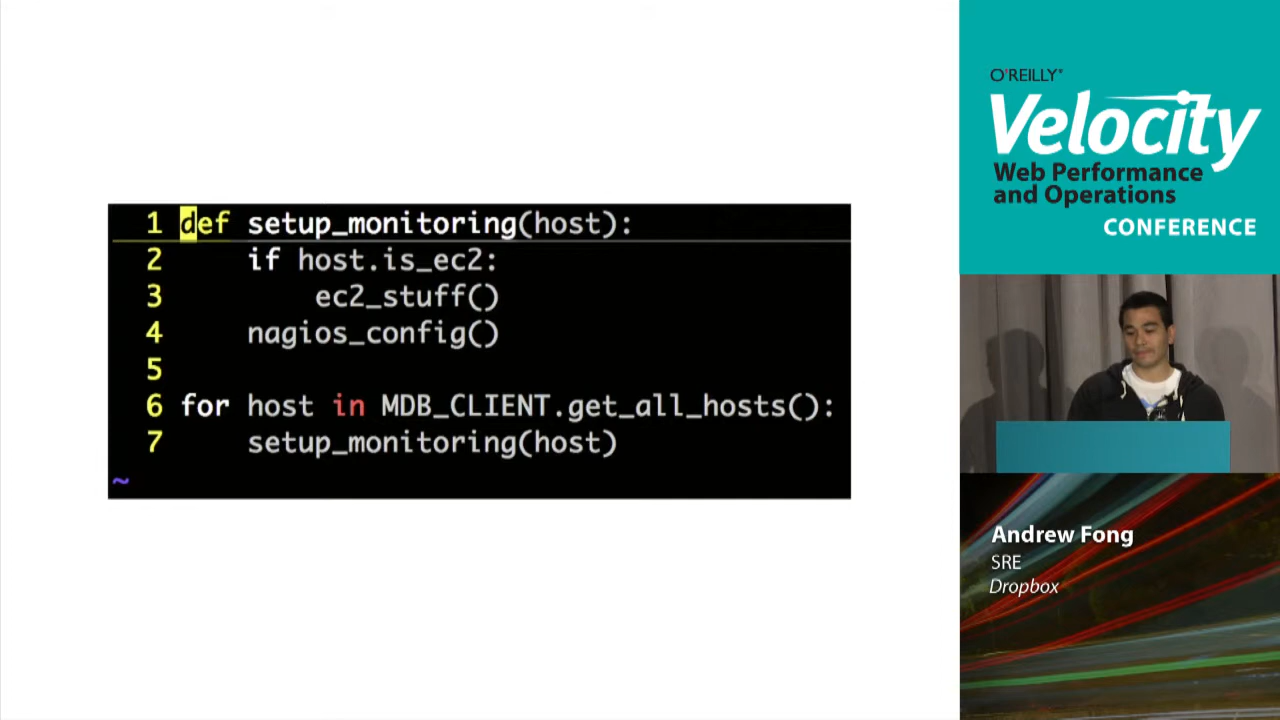 1 def setup_monitoring(host):
2     if host.is_ec2:
3         ec2_stuff()
4     nagios_config()
5
6 for host in MDB_CLIENT.get_all_hosts():
7     setup_monitoring(host)
~
O'REILLY®
Velocity
Web Performance
and Operations
CONFERENCE
Andrew Fong
SRE
Dropbox